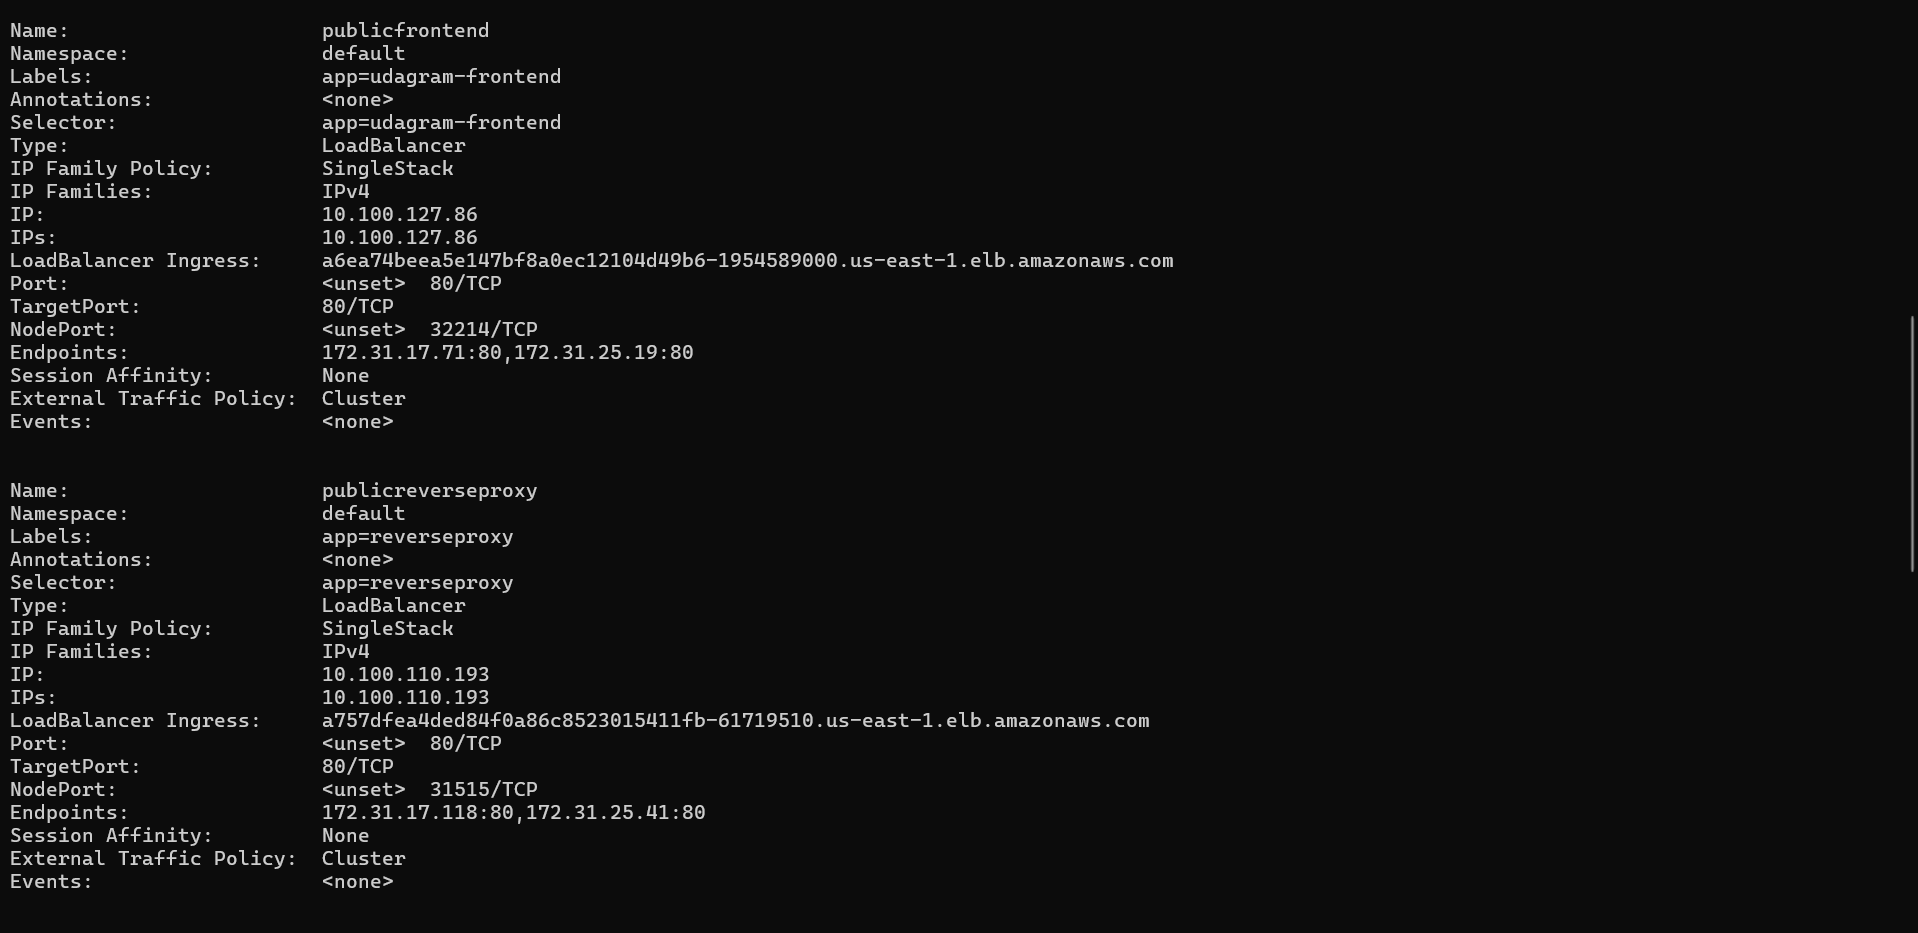 Name:                     publicfrontend
Namespace:                default
Labels:                   app=udagram-frontend
Annotations:              <none>
Selector:                 app=udagram-frontend
Type:                     LoadBalancer
IP Family Policy:         SingleStack
IP Families:              IPv4
IP:                       10.100.127.86
IPs:                      10.100.127.86
LoadBalancer Ingress:     a6ea74beea5e147bf8a0ec12104d49b6-1954589000.us-east-1.elb.amazonaws.com
Port:                     <unset>  80/TCP
TargetPort:               80/TCP
NodePort:                 <unset>  32214/TCP
Endpoints:                172.31.17.71:80,172.31.25.19:80
Session Affinity:         None
External Traffic Policy:  Cluster
Events:                   <none>

Name:                     publicreverseproxy
Namespace:                default
Labels:                   app=reverseproxy
Annotations:              <none>
Selector:                 app=reverseproxy
Type:                     LoadBalancer
IP Family Policy:         SingleStack
IP Families:              IPv4
IP:                       10.100.110.193
IPs:                      10.100.110.193
LoadBalancer Ingress:     a757dfea4ded84f0a86c8523015411fb-61719510.us-east-1.elb.amazonaws.com
Port:                     <unset>  80/TCP
TargetPort:               80/TCP
NodePort:                 <unset>  31515/TCP
Endpoints:                172.31.17.118:80,172.31.25.41:80
Session Affinity:         None
External Traffic Policy:  Cluster
Events:                   <none>